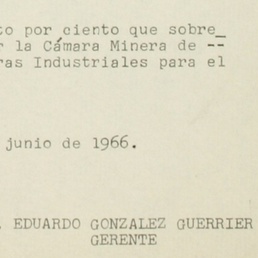 to por ciento que sobre_
r la Cámara Minera de --
ras Industriales para el
junio de 1966.
. EDUARDO GONZALEZ GUERRIER
GERENTE